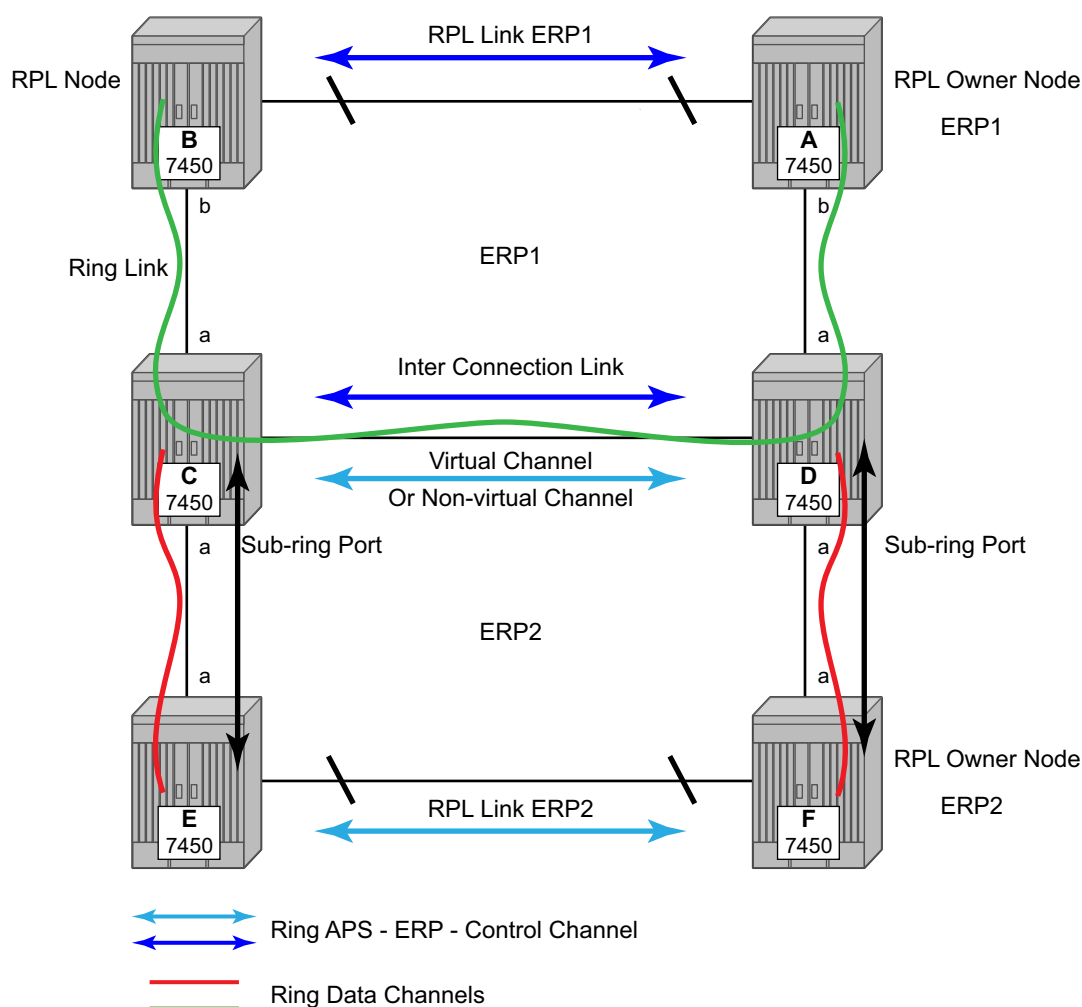 RPL Link ERP1
RPL Node
RPL Owner Node
ERP1
B
7450
A
7450
b
b
ERP1
Ring Link
a
a
Inter Connection Link
Virtual Channel
Or Non-virtual Channel
C
7450
D
7450
a
Sub-ring Port
a
Sub-ring Port
ERP2
a
a
RPL Owner Node
ERP2
RPL Link ERP2
E
7450
F
7450
Ring APS - ERP - Control Channel
Ring Data Channels